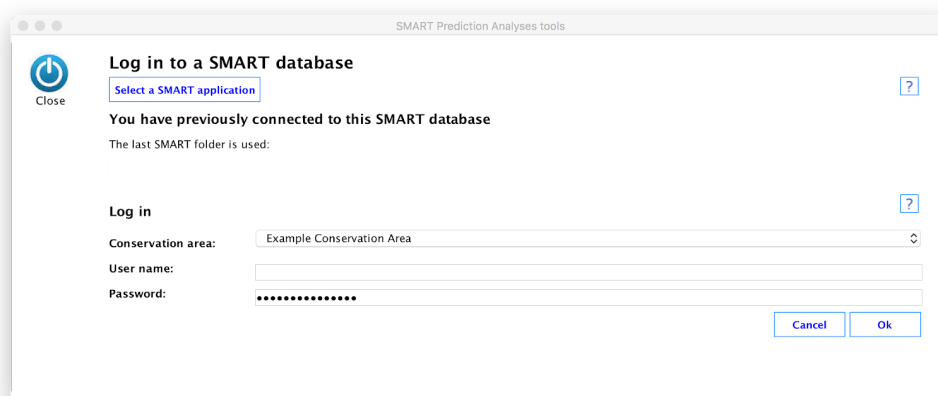 SMART Prediction Analyses tools
Log in to a SMART database
Close
Select a SMART application
?
You have previously connected to this SMART database
The last SMART folder is used:
Log in
?
Conservation area: Example Conservation Area
User name:
Password: •••••••••••••••
Cancel Ok